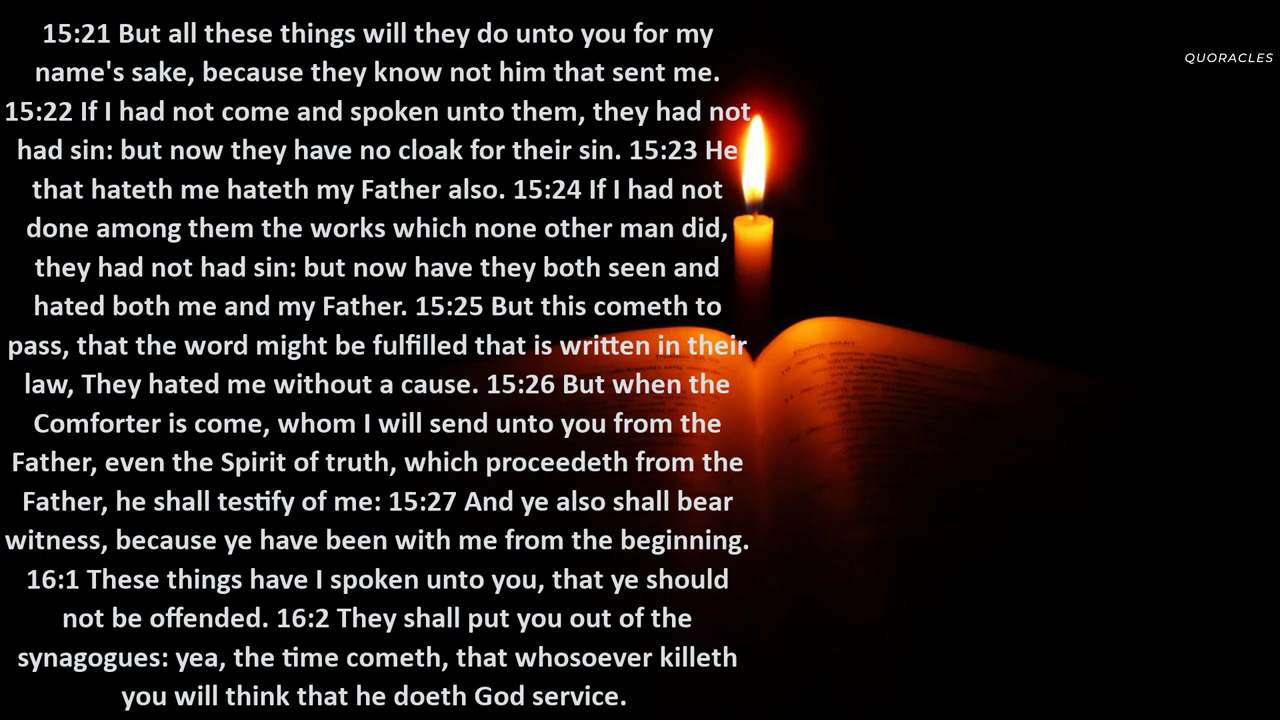 15:21 But all these things will they do unto you for my
name's sake, because they know not him that sent me.
15:22 If I had not come and spoken unto them, they had not
had sin: but now they have no cloak for their sin. 15:23 He
that hateth me hateth my Father also. 15:24 If I had not
done among them the works which none other man did,
they had not had sin: but now have they both seen and
hated both me and my Father. 15:25 But this cometh to
pass, that the word might be fulfilled that is written in their
law, They hated me without a cause. 15:26 But when the
Comforter is come, whom I will send unto you from the
Father, even the Spirit of truth, which proceedeth from the
Father, he shall testify of me: 15:27 And ye also shall bear
witness, because ye have been with me from the beginning.
16:1 These things have I spoken unto you, that ye should
not be offended. 16:2 They shall put you out of the
synagogues: yea, the time cometh, that whosoever killeth
you will think that he doeth God service.
QUORACLES